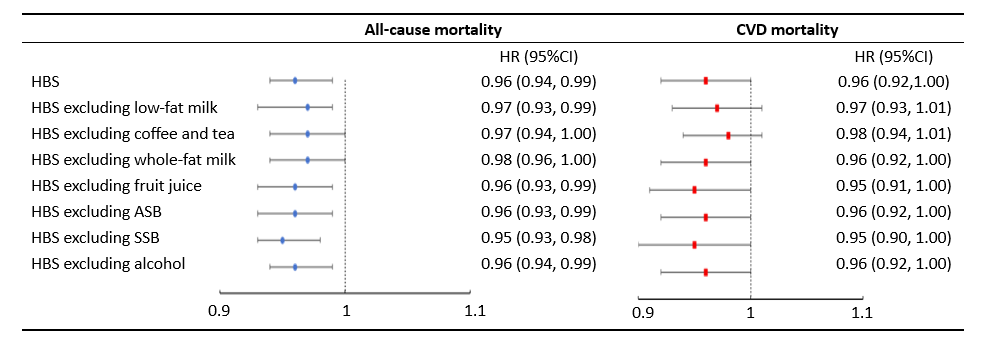 All-cause mortality CVD mortality
HR (95%CI) HR (95%CI)
HBS 0.96 (0.94, 0.99) 0.96 (0.92,1.00)
HBS excluding low-fat milk 0.97 (0.93, 0.99) 0.97 (0.93, 1.01)
HBS excluding coffee and tea 0.97 (0.94, 1.00) 0.98 (0.94, 1.01)
HBS excluding whole-fat milk 0.98 (0.96, 1.00) 0.96 (0.92, 1.00)
HBS excluding fruit juice 0.96 (0.93, 0.99) 0.95 (0.91, 1.00)
HBS excluding ASB 0.96 (0.93, 0.99) 0.96 (0.92, 1.00)
HBS excluding SSB 0.95 (0.93, 0.98) 0.95 (0.90, 1.00)
HBS excluding alcohol 0.96 (0.94, 0.99) 0.96 (0.92, 1.00)
0.9 1 1.1 0.9 1 1.1